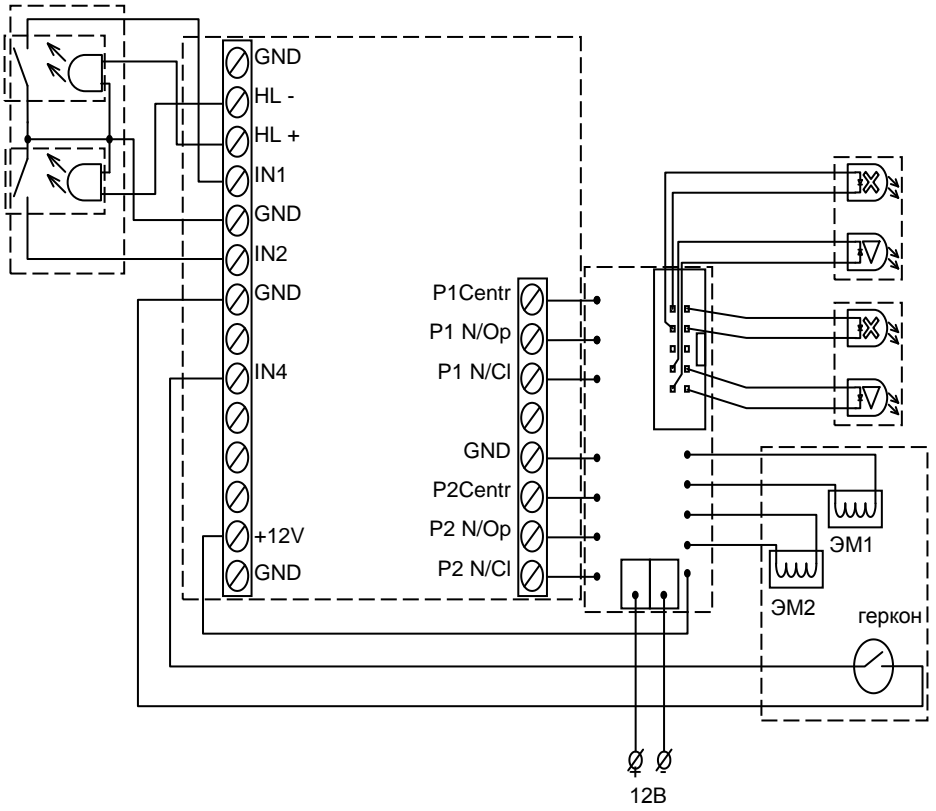 GND
HL -
HL +
IN1
GND
IN2
GND
IN4
+12V
GND
P1Centr
P1 N/Op
P1 N/Cl
GND
P2Centr
P2 N/Op
P2 N/Cl
ЭМ1
ЭМ2
геркон
+ -
12В